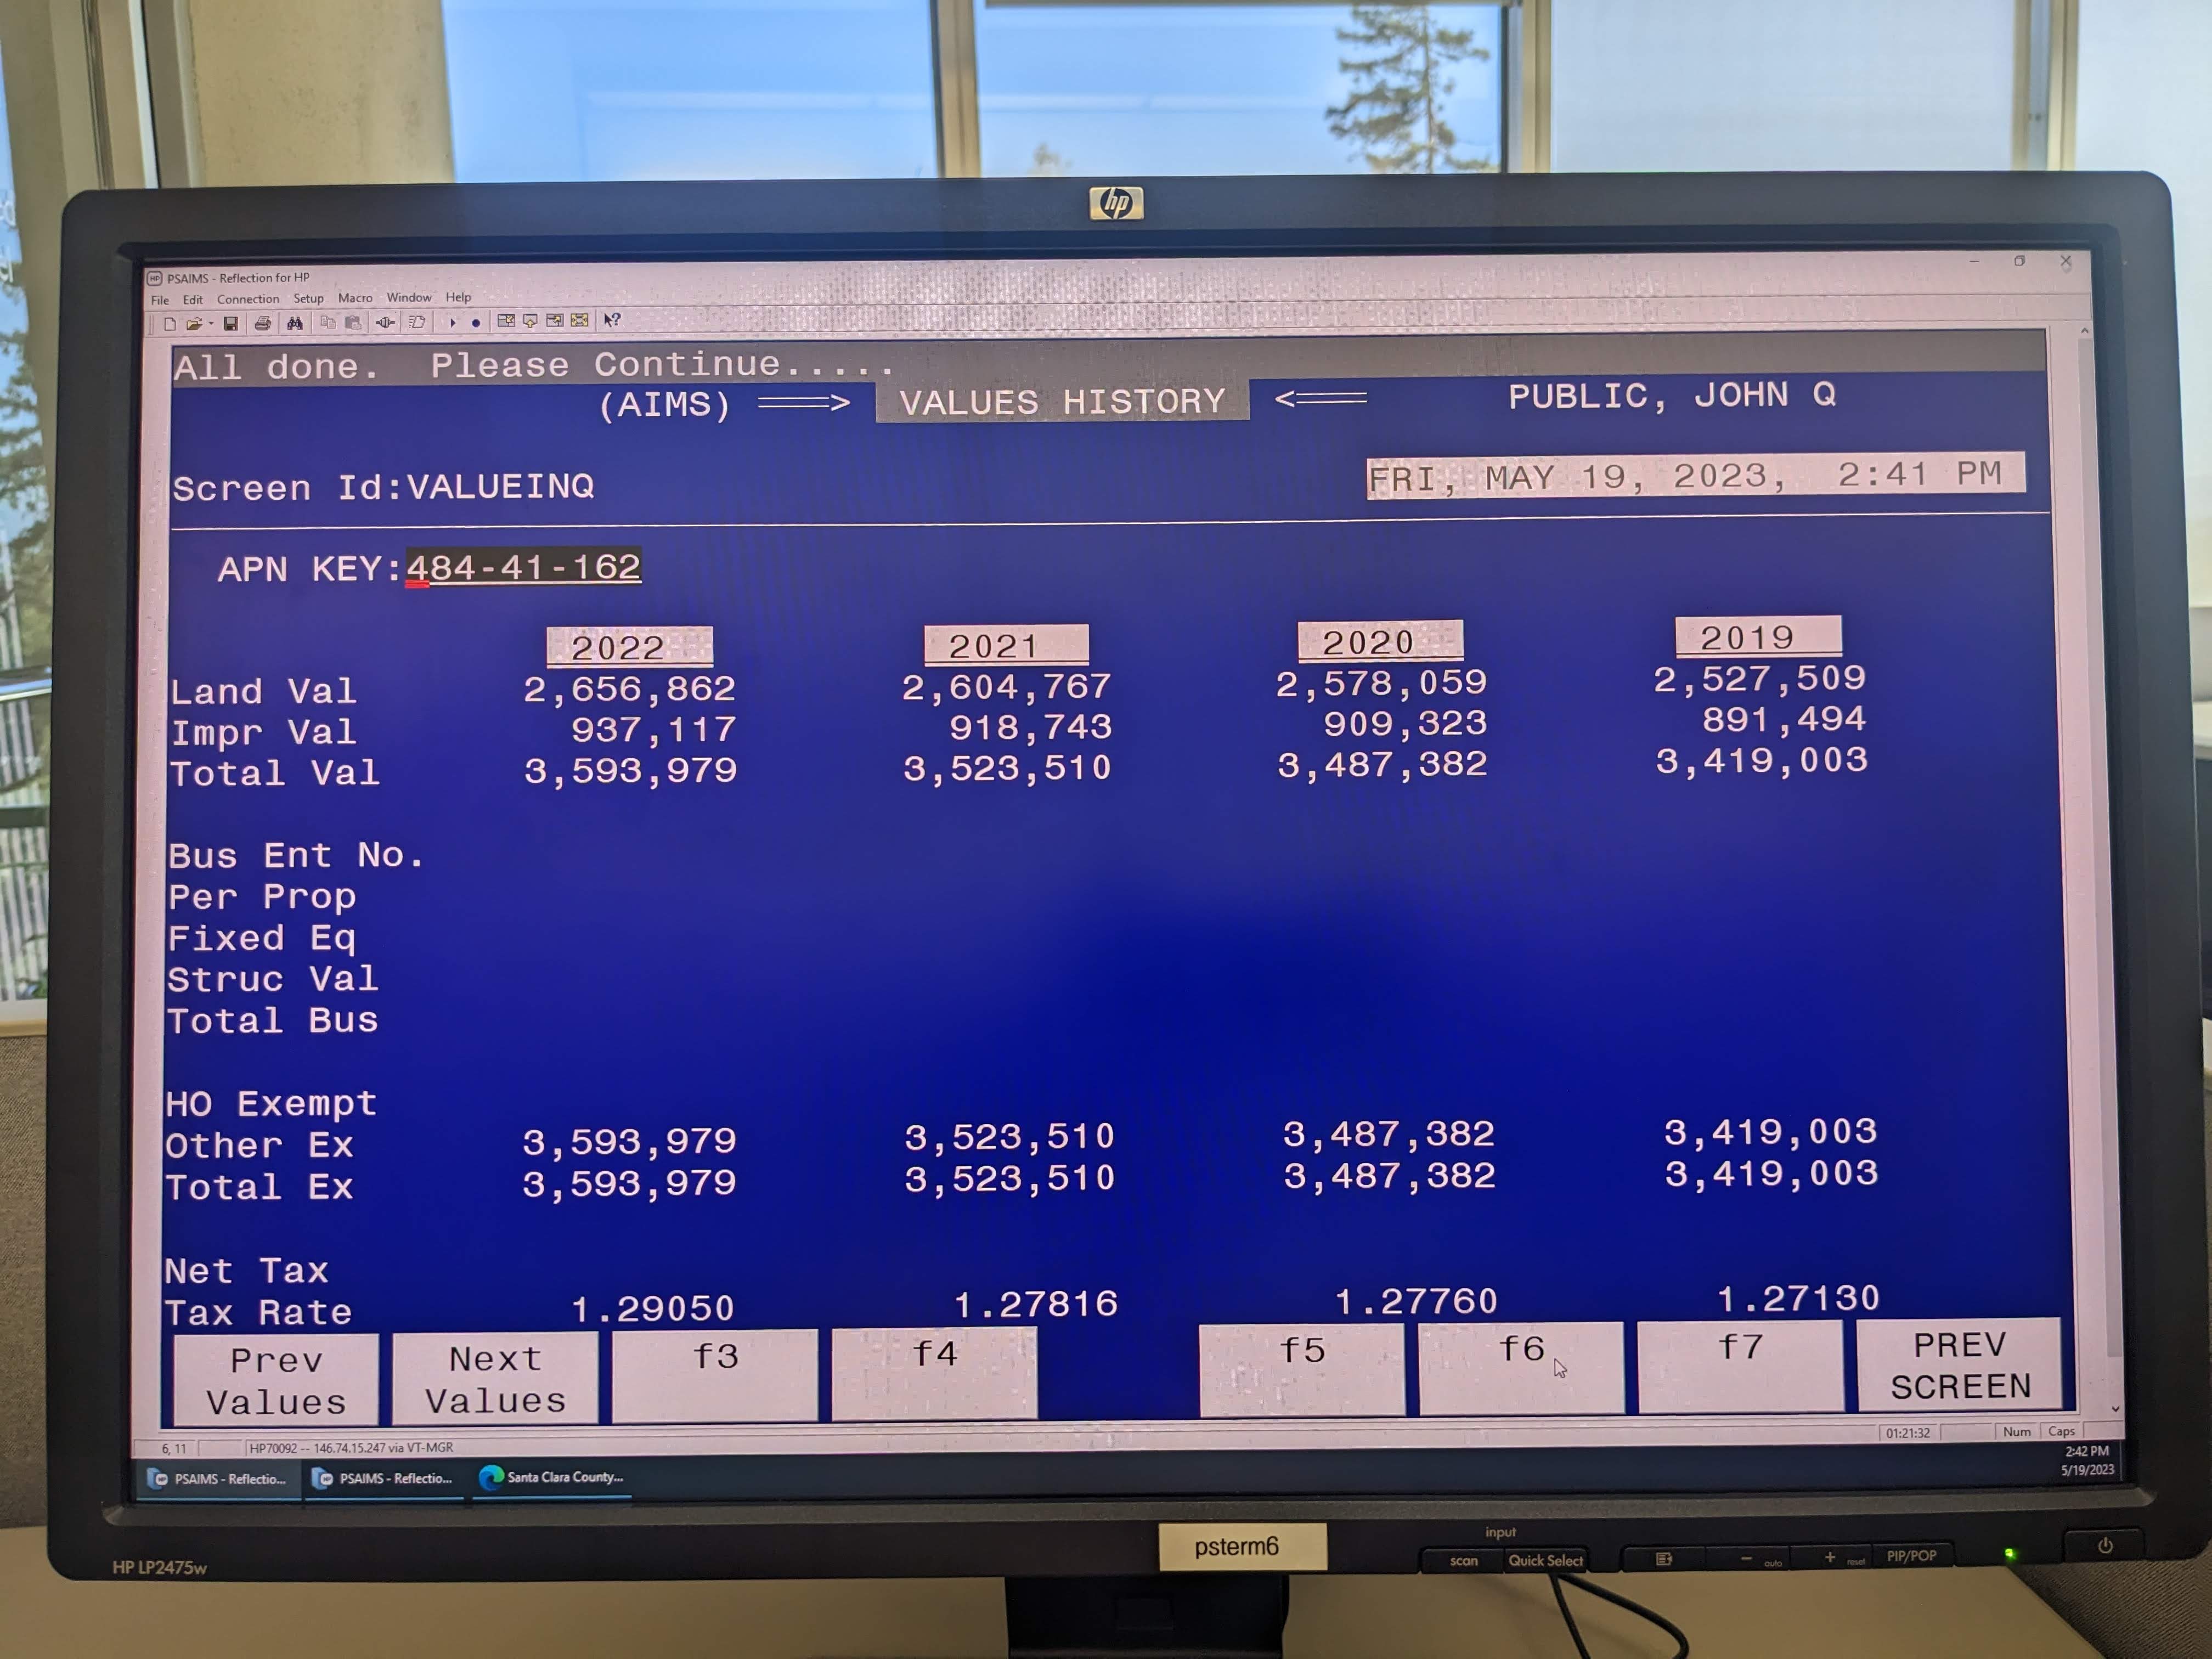 hp
PSAIMS - Reflection for HP
File Edit Connection Setup Macro Window Help
All done. Please Continue.....
(AIMS) ===> VALUES HISTORY <=== PUBLIC, JOHN Q
Screen Id:VALUEINQ FRI, MAY 19, 2023, 2:41 PM
APN KEY:484-41-162
2022 2021 2020 2019
Land Val 2,656,862 2,604,767 2,578,059 2,527,509
Impr Val 937,117 918,743 909,323 891,494
Total Val 3,593,979 3,523,510 3,487,382 3,419,003
Bus Ent No.
Per Prop
Fixed Eq
Struc Val
Total Bus
HO Exempt
Other Ex 3,593,979 3,523,510 3,487,382 3,419,003
Total Ex 3,593,979 3,523,510 3,487,382 3,419,003
Net Tax
Tax Rate 1.29050 1.27816 1.27760 1.27130
Prev Next f3 f4 f5 f6 f7 PREV
Values Values SCREEN
6, 11 HP70092 -- 146.74.15.247 via VT-MGR 01:21:32 Num Caps
PSAIMS - Reflectio... PSAIMS - Reflectio... Santa Clara County... 2:42 PM
5/19/2023
HP LP2475w
psterm6
input
scan Quick Select - auto + reset PIP/POP